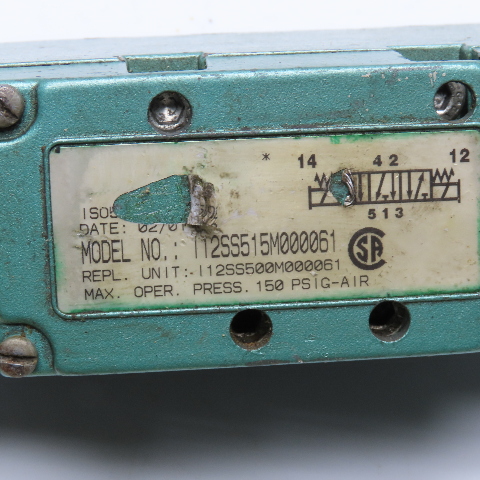 * 14 4 2 12
5 1 3
DATE: 02/0
MODEL NO.: I12SS515M000061
REPL. UNIT: I12SS500M000061
MAX. OPER. PRESS. 150 PSIG-AIR